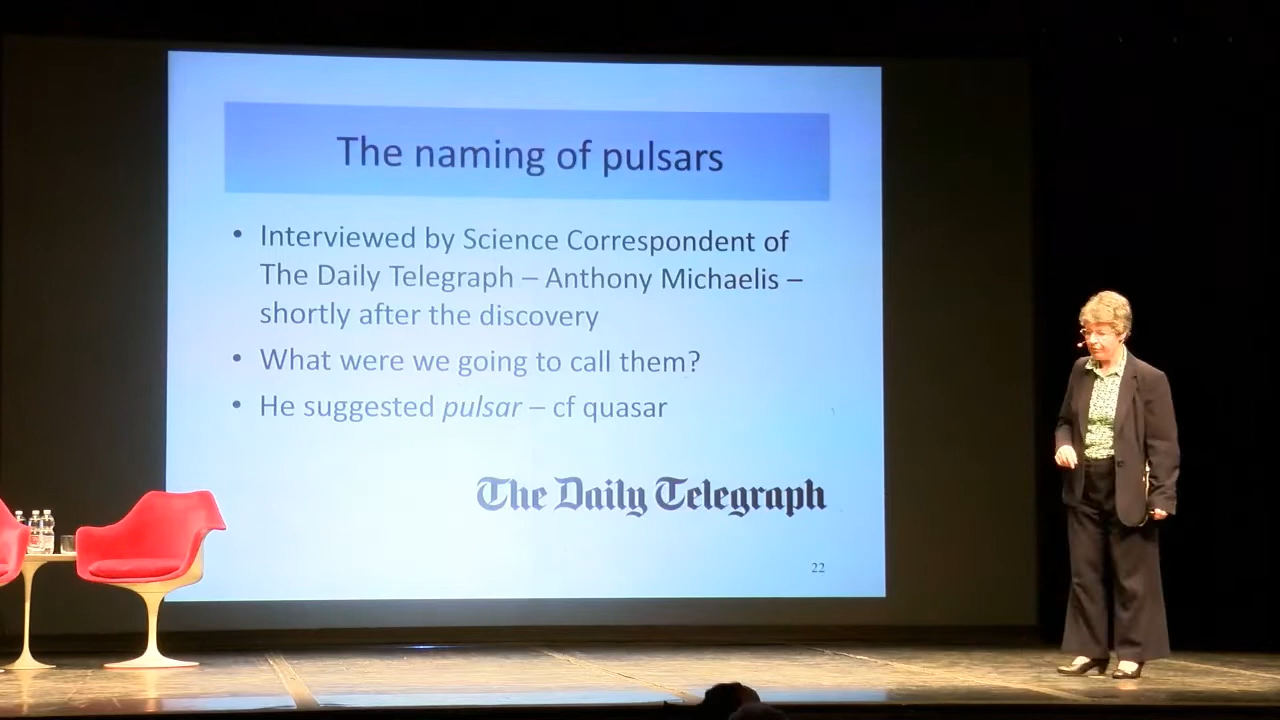 The naming of pulsars
• Interviewed by Science Correspondent of
The Daily Telegraph – Anthony Michaelis –
shortly after the discovery
• What were we going to call them?
• He suggested pulsar – cf quasar
The Daily Telegraph
22